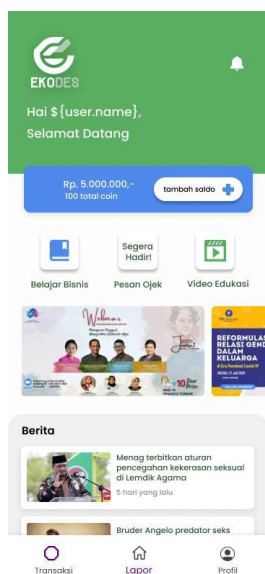 EKODES
Hai ${user.name},
Selamat Datang
Rp. 5.000.000,-
100 total coin
tambah saldo
Segera
Hadir!
Belajar Bisnis
Pesan Ojek
Video Edukasi
Webinar
REFORMULASI
RELASI GEND
DALAM
KELUARGA
Berita
Menag terbitkan aturan
pencegahan kekerasan seksual
di Lemdik Agama
5 hari yang lalu
Bruder Angelo predator seks
Transaksi
Lapor
Profil